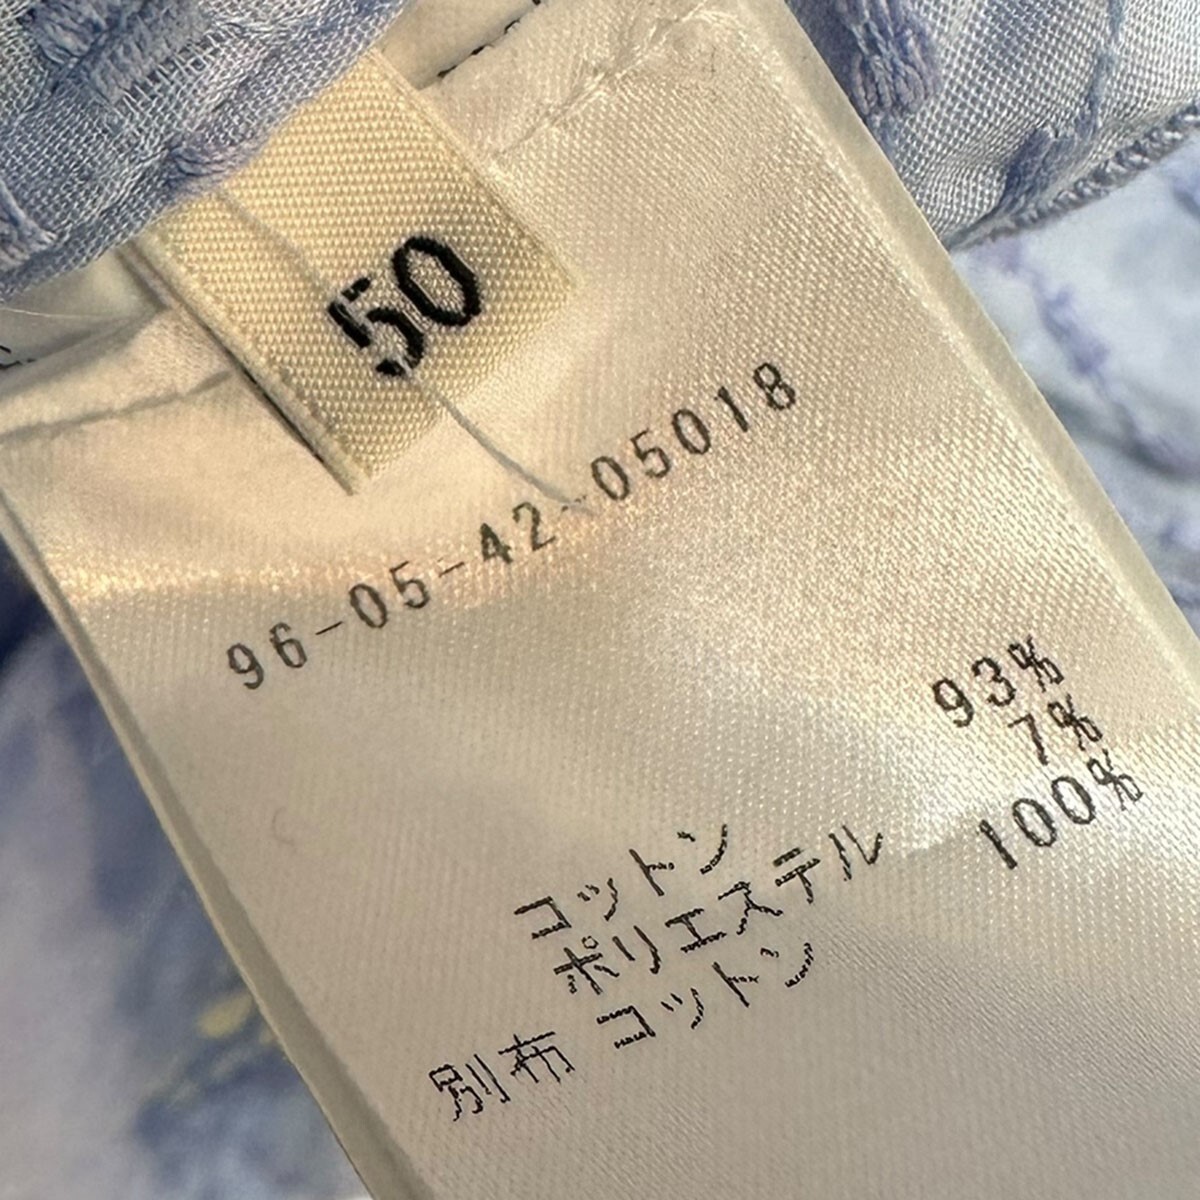 50
96-05-42-05018
コットン 93%
ポリエステル 7%
別布 コットン 100%